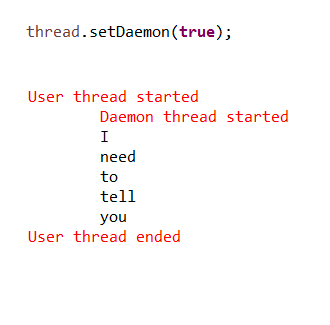 thread.setDaemon(true);
User thread started
Daemon thread started
I
need
to
tell
you
User thread ended